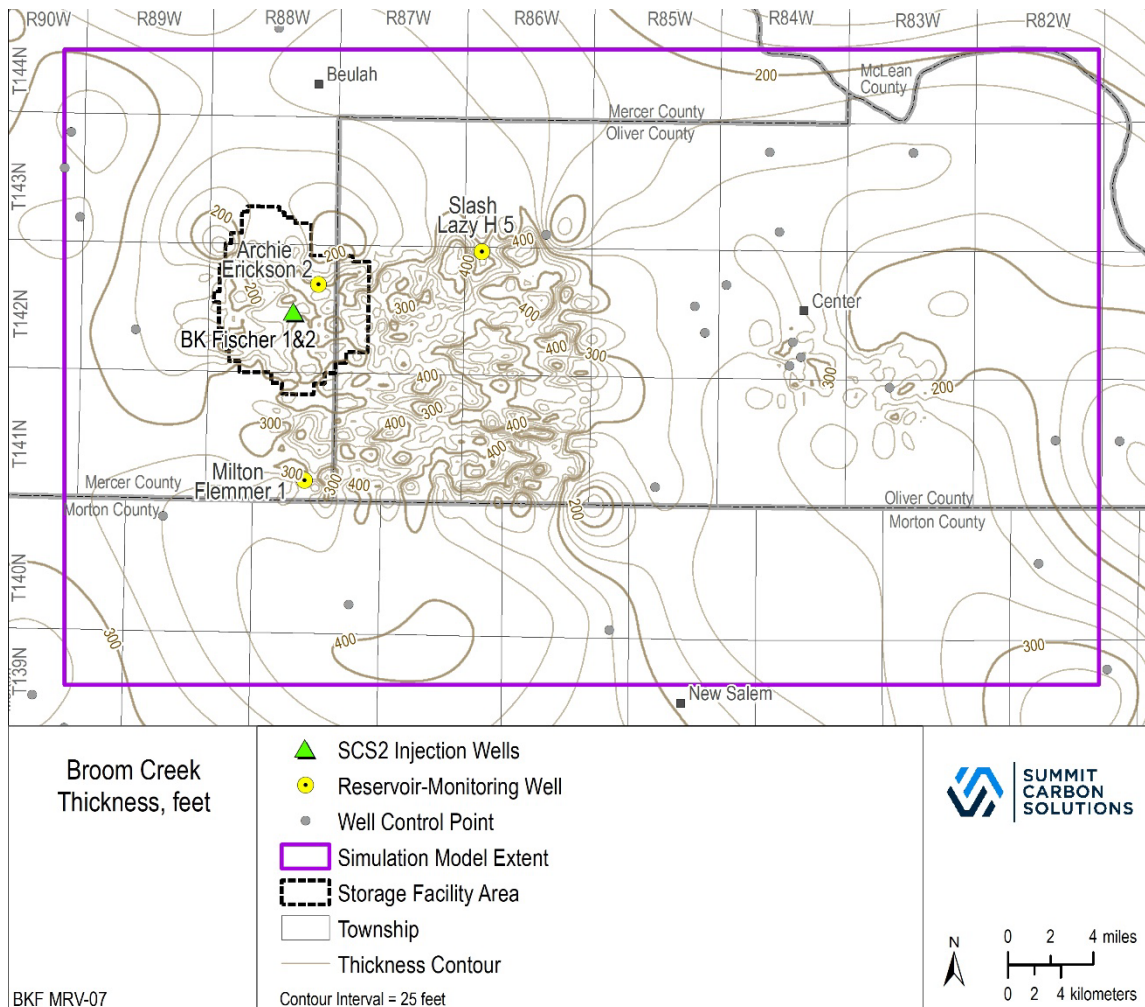 R90W R89W R88W R87W R86W R85W R84W R83W R82W
T144N
T143N
T142N
T141N
T140N
T139N
Beulah
200
McLean
County
Mercer County
Oliver County
200
Slash
Lazy H 5
400
400
Archie
Erickson 2
200
200
300
400
BK Fischer 1&2
Center
400
300
300
400
200
300
400
300
400
400
Milton
Flemmer 1
300
300
400
200
Mercer County
Morton County
Oliver County
Morton County
300
400
300
New Salem
Broom Creek
Thickness, feet
BKF MRV-07
SCS2 Injection Wells
Reservoir-Monitoring Well
Well Control Point
Simulation Model Extent
Storage Facility Area
Township
Thickness Contour
Contour Interval = 25 feet
SUMMIT
CARBON
SOLUTIONS
N
0 2 4 miles
0 2 4 kilometers